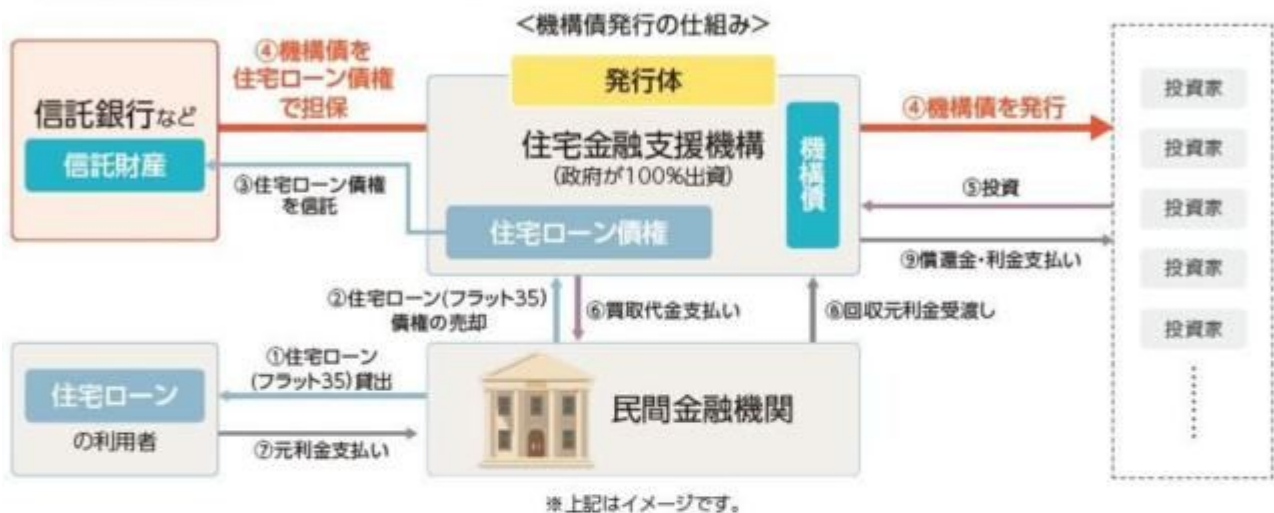 <機構債発行の仕組み>
④機構債を
住宅ローン債権
で担保
信託銀行など
信託財産
③住宅ローン債権
を信託
発行体
住宅金融支援機構
(政府が100%出資)
機構債
住宅ローン債権
④機構債を発行
⑤投資
⑨償還金・利金支払い
投資家
投資家
投資家
投資家
投資家
②住宅ローン(フラット35)
債権の売却
⑥買取代金支払い
⑧回収元利金受渡し
①住宅ローン
(フラット35)貸出
住宅ローン
の利用者
⑦元利金支払い
民間金融機関
※上記はイメージです。